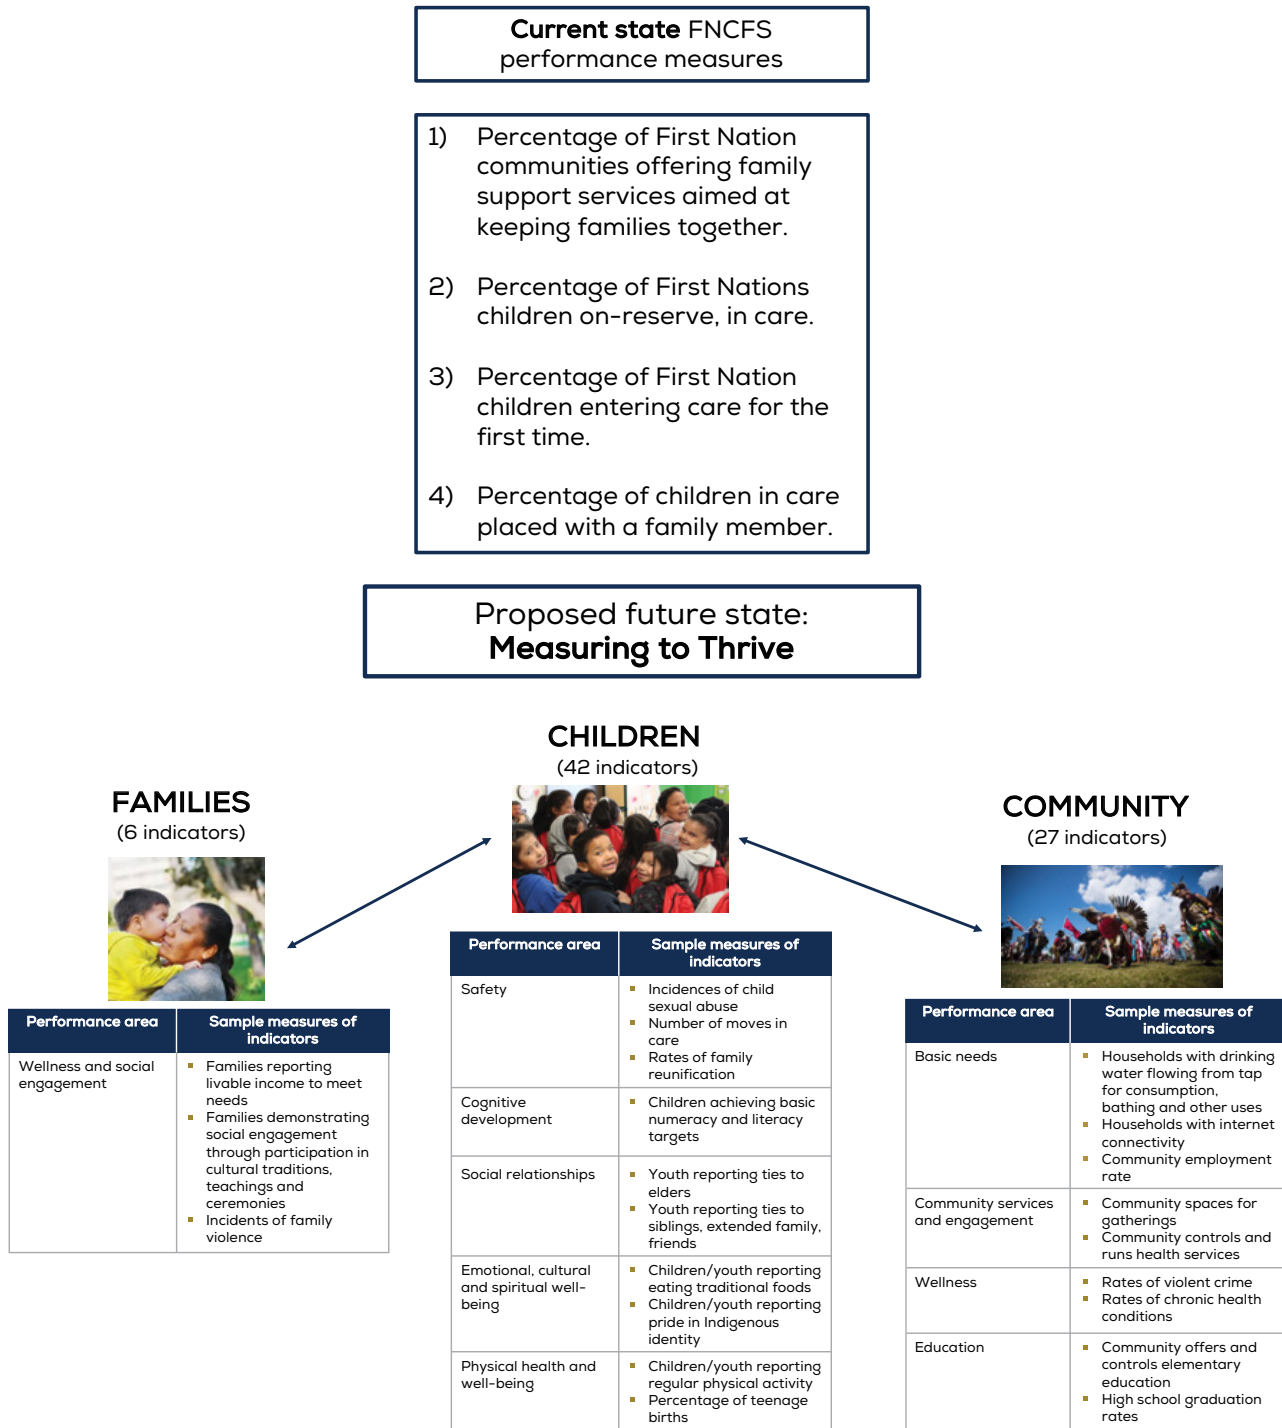 Current state FNCFS
performance measures
1) Percentage of First Nation
communities offering family
support services aimed at
keeping families together.
2) Percentage of First Nations
children on-reserve, in care.
3) Percentage of First Nation
children entering care for the
first time.
4) Percentage of children in care
placed with a family member.
Proposed future state:
Measuring to Thrive
FAMILIES
(6 indicators)
Performance area
Sample measures of
indicators
Wellness and social
engagement
▪ Families reporting
livable income to meet
needs
▪ Families demonstrating
social engagement
through participation in
cultural traditions,
teachings and
ceremonies
▪ Incidents of family
violence
CHILDREN
(42 indicators)
Performance area
Sample measures of
indicators
Safety
▪ Incidences of child
sexual abuse
▪ Number of moves in
care
▪ Rates of family
reunification
Cognitive
development
▪ Children achieving basic
numeracy and literacy
targets
Social relationships
▪ Youth reporting ties to
elders
▪ Youth reporting ties to
siblings, extended family,
friends
Emotional, cultural
and spiritual well-
being
▪ Children/youth reporting
eating traditional foods
▪ Children/youth reporting
pride in Indigenous
identity
Physical health and
well-being
▪ Children/youth reporting
regular physical activity
▪ Percentage of teenage
births
COMMUNITY
(27 indicators)
Performance area
Sample measures of
indicators
Basic needs
▪ Households with drinking
water flowing from tap
for consumption,
bathing and other uses
▪ Households with internet
connectivity
▪ Community employment
rate
Community services
and engagement
▪ Community spaces for
gatherings
▪ Community controls and
runs health services
Wellness
▪ Rates of violent crime
▪ Rates of chronic health
conditions
Education
▪ Community offers and
controls elementary
education
▪ High school graduation
rates